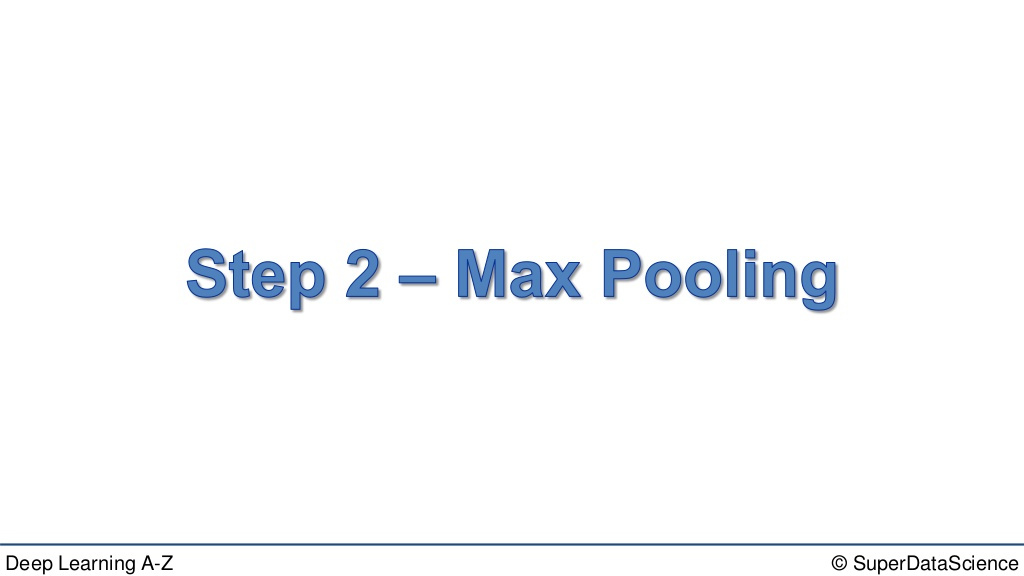 Step 2 – Max Pooling
Deep Learning A-Z
© SuperDataScience